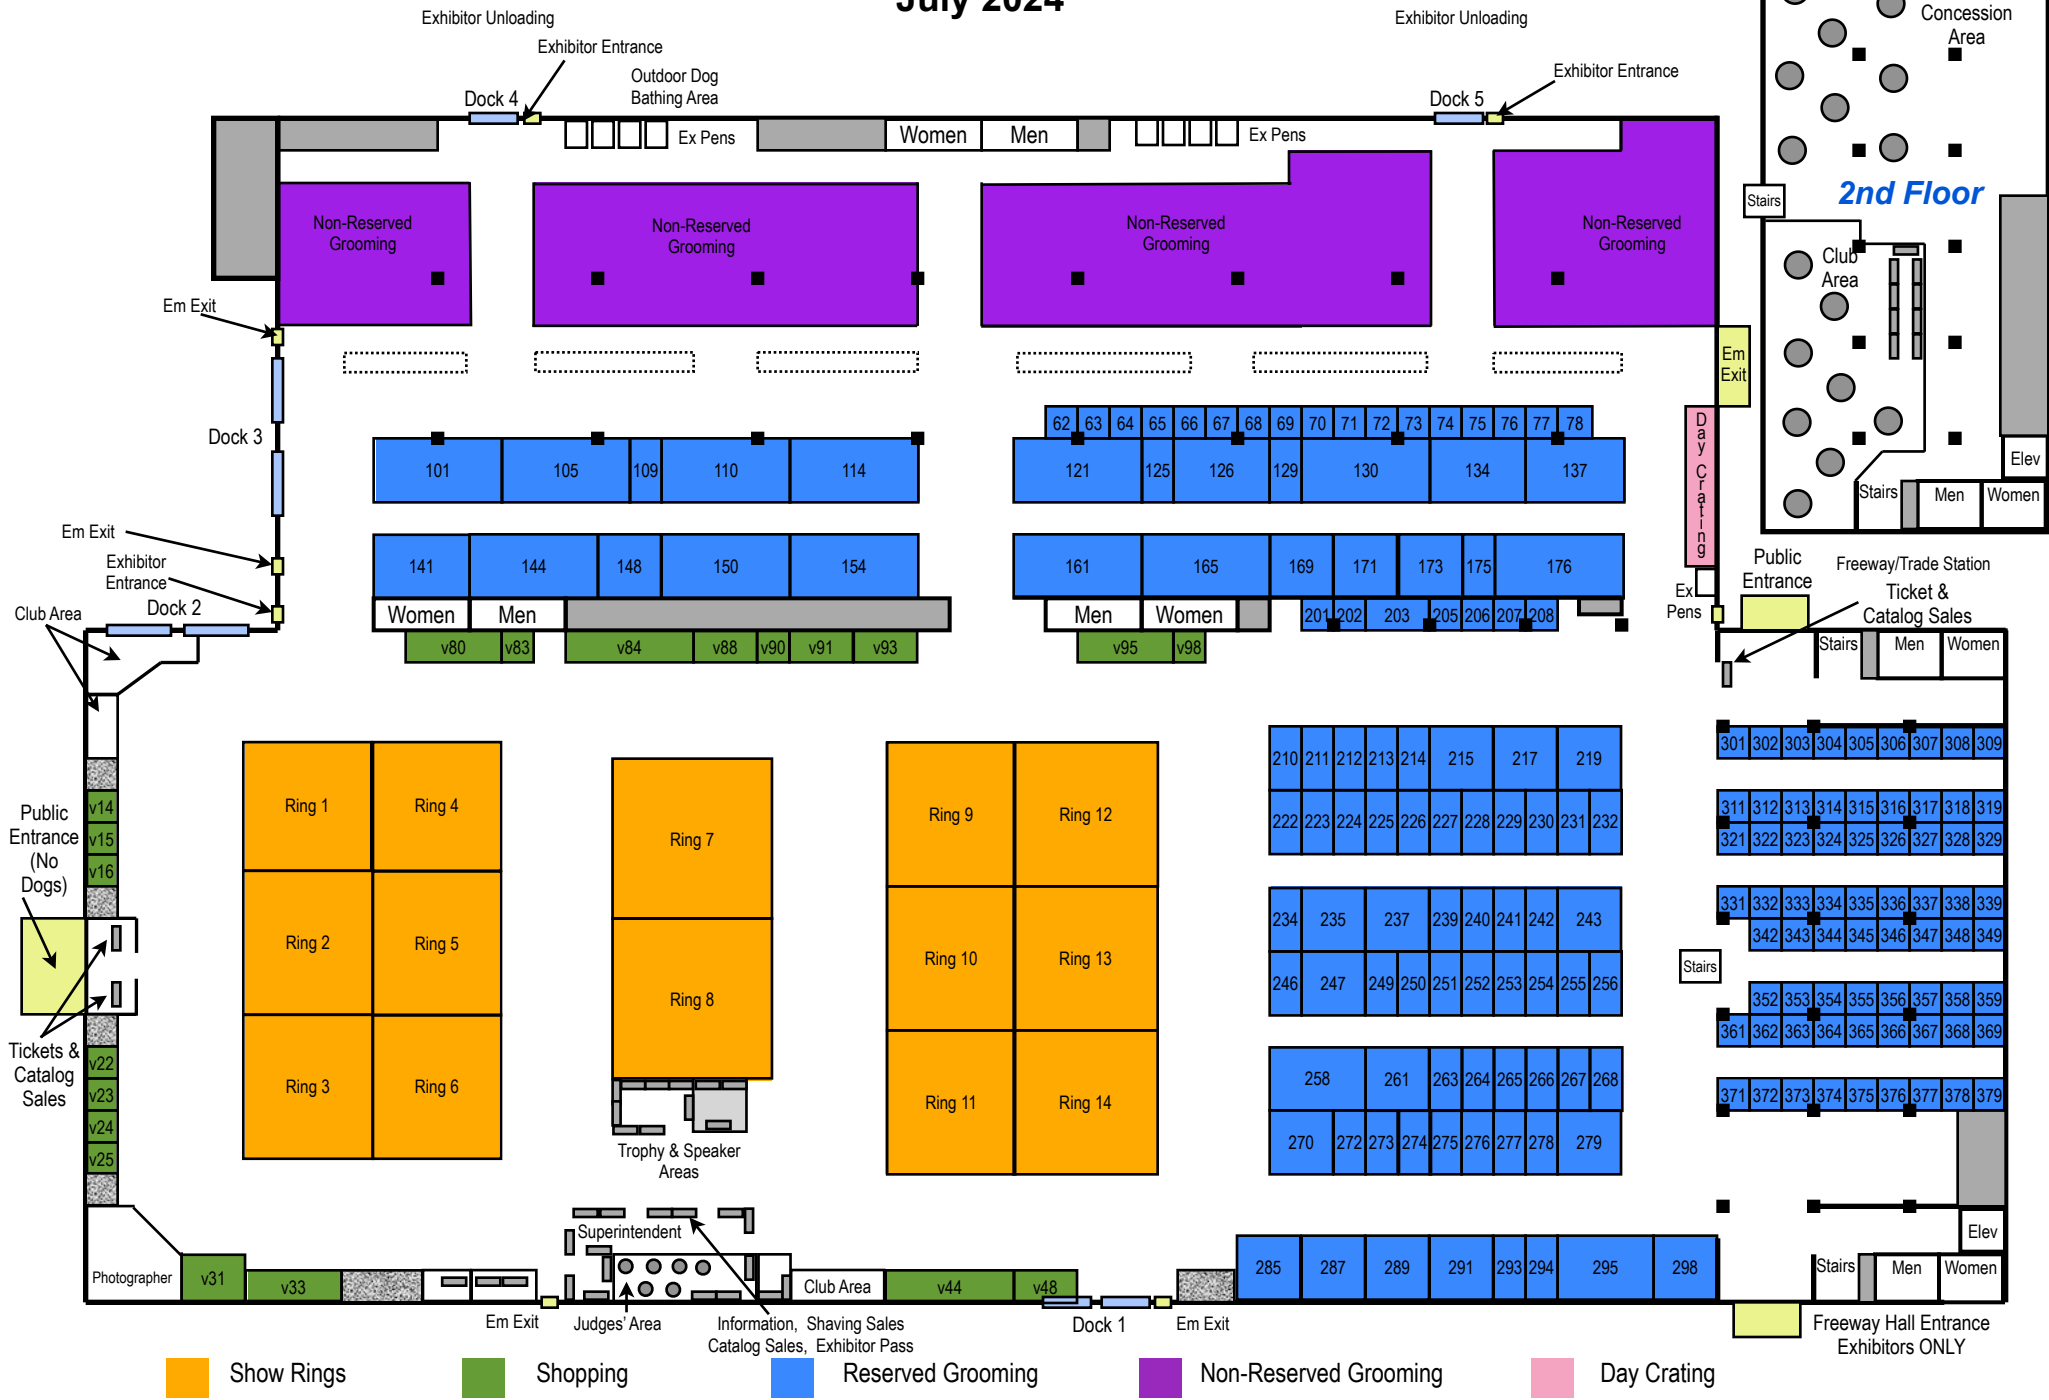 July 2024
Exhibitor Unloading
Exhibitor Unloading
Concession
Area
Exhibitor Entrance
Outdoor Dog
Bathing Area
Exhibitor Entrance
Dock 4
Ex Pens
Women
Men
Ex Pens
Dock 5
2nd Floor
Stairs
Non-Reserved
Grooming
Non-Reserved
Grooming
Non-Reserved
Grooming
Non-Reserved
Grooming
Club
Area
Em Exit
Em
Exit
Dock 3
62 63 64 65 66 67 68 69 70 71 72 73 74 75 76 77 78
101 105 109 110 114
121 125 126 129 130 134 137
Day Crating
Elev
Stairs
Men
Women
Em Exit
Exhibitor
Entrance
Dock 2
Club Area
141 144 148 150 154
161 165 169 171 173 175 176
Ex
Pens
Public
Entrance
Freeway/Trade Station
Ticket &
Catalog Sales
Women
Men
Men
Women
201 202 203 205 206 207 208
v80 v83 v84 v88 v90 v91 v93
v95 v98
Stairs
Men
Women
301 302 303 304 305 306 307 308 309
210 211 212 213 214 215 217 219
222 223 224 225 226 227 228 229 230 231 232
311 312 313 314 315 316 317 318 319
321 322 323 324 325 326 327 328 329
Ring 1
Ring 4
Ring 7
Ring 9
Ring 12
v14
v15
v16
Public
Entrance
(No
Dogs)
Ring 2
Ring 5
Ring 8
Ring 10
Ring 13
234 235 237 239 240 241 242 243
246 247 249 250 251 252 253 254 255 256
331 332 333 334 335 336 337 338 339
342 343 344 345 346 347 348 349
Stairs
352 353 354 355 356 357 358 359
361 362 363 364 365 366 367 368 369
Tickets &
Catalog
Sales
v22
v23
v24
v25
Ring 3
Ring 6
Ring 11
Ring 14
258 261 263 264 265 266 267 268
270 272 273 274 275 276 277 278 279
371 372 373 374 375 376 377 378 379
Trophy & Speaker
Areas
Superintendent
Photographer
v31
v33
Club Area
v44
v48
285 287 289 291 293 294 295 298
Elev
Stairs
Men
Women
Em Exit
Judges' Area
Information, Shaving Sales
Catalog Sales, Exhibitor Pass
Dock 1
Em Exit
Freeway Hall Entrance
Exhibitors ONLY
Show Rings
Shopping
Reserved Grooming
Non-Reserved Grooming
Day Crating